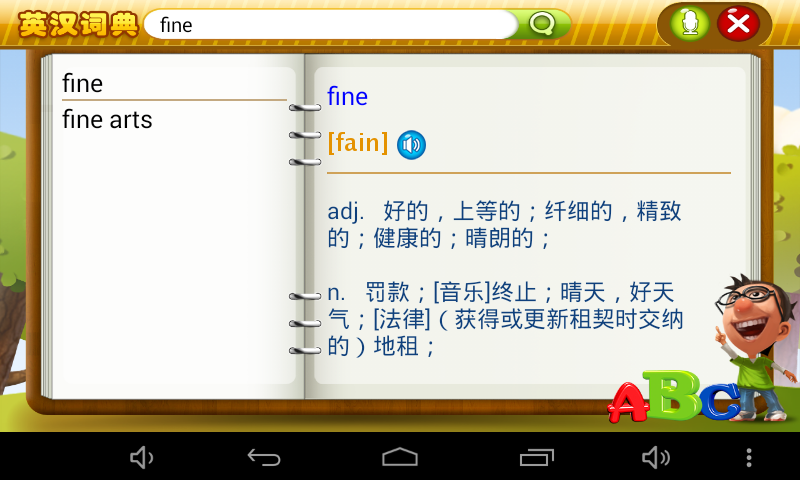 英汉词典
fine
fine
fine arts
fine
[fain]
adj. 好的，上等的；纤细的，精致
的；健康的；晴朗的；
n. 罚款；[音乐]终止；晴天，好天
气；[法律]（获得或更新租契时交纳
的）地租；
ABC